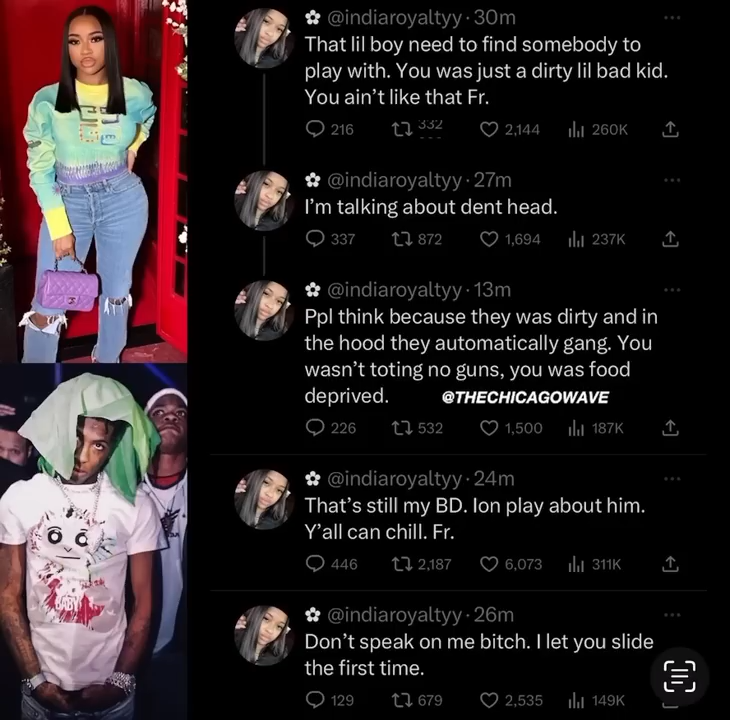 ✿ @indiaroyaltyy · 30m
That lil boy need to find somebody to
play with. You was just a dirty lil bad kid.
You ain’t like that Fr.
216 332 2,144 260K
✿ @indiaroyaltyy · 27m
I’m talking about dent head.
337 872 1,694 237K
✿ @indiaroyaltyy · 13m
Ppl think because they was dirty and in
the hood they automatically gang. You
wasn’t toting no guns, you was food
deprived. @THECHICAGOWAVE
226 532 1,500 187K
✿ @indiaroyaltyy · 24m
That’s still my BD. Ion play about him.
Y’all can chill. Fr.
446 2,187 6,073 311K
✿ @indiaroyaltyy · 26m
Don’t speak on me bitch. I let you slide
the first time.
129 679 2,535 149K
BABY